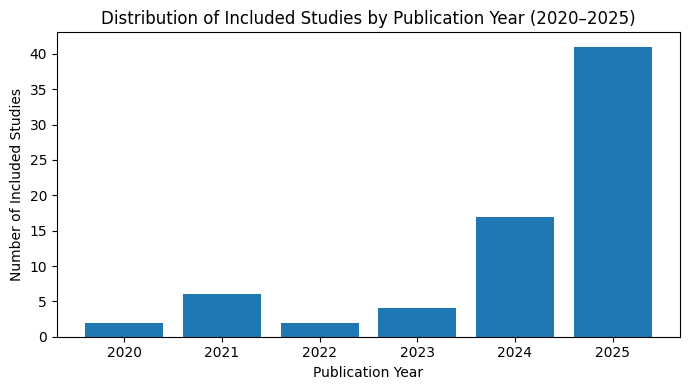 Distribution of Included Studies by Publication Year (2020–2025)
Number of Included Studies
40
35
30
25
20
15
10
5
0
2020 2021 2022 2023 2024 2025
Publication Year